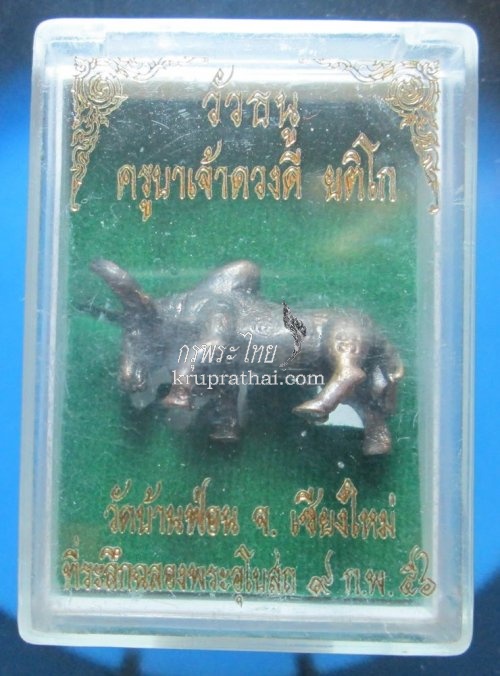 วัวธนู
ครูบาเจ้าดวงดี ยติโก
กรุพระไทย
kruprathai.com
วัดบ้านฟ่อน จ. เชียงใหม่
ที่ระลึกฉลองพระอุโบสถ ๙ ก.พ. ๕๖